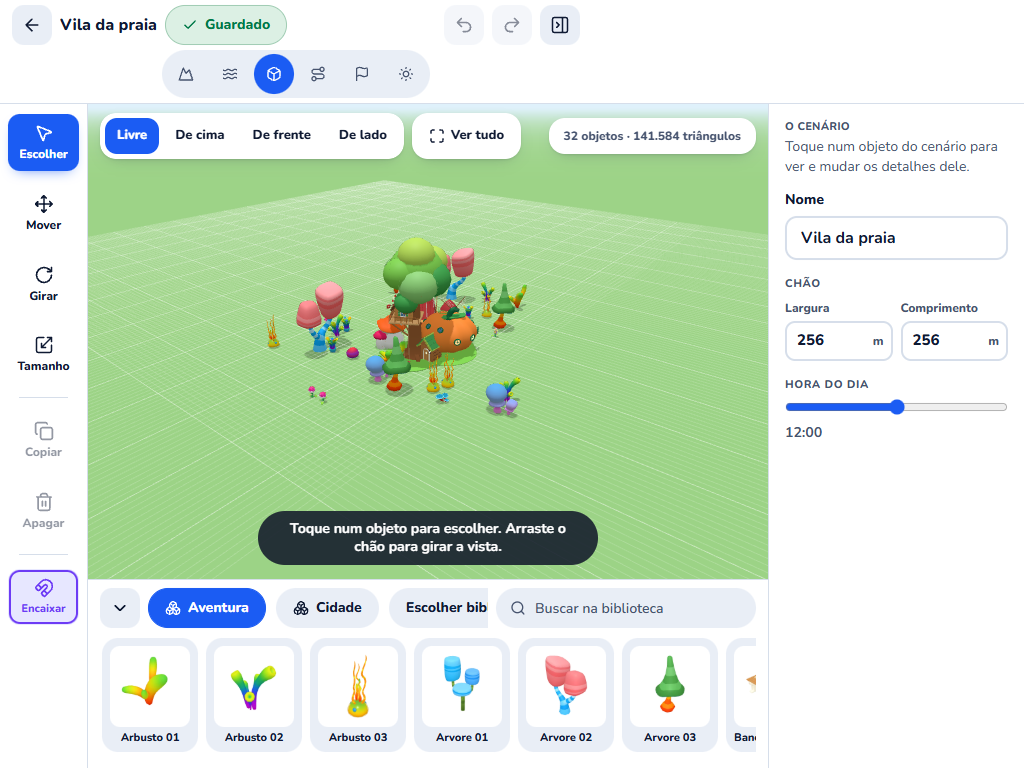 Vila da praia
Guardado
Escolher
Mover
Girar
Tamanho
Copiar
Apagar
Encaixar
Livre
De cima
De frente
De lado
Ver tudo
32 objetos · 141.584 triângulos
Toque num objeto para escolher. Arraste o
chão para girar a vista.
Aventura
Cidade
Escolher bib
Buscar na biblioteca
Arbusto 01
Arbusto 02
Arbusto 03
Arvore 01
Arvore 02
Arvore 03
Banc
O CENÁRIO
Toque num objeto do cenário para
ver e mudar os detalhes dele.
Nome
Vila da praia
CHÃO
Largura
Comprimento
256 m
256 m
HORA DO DIA
12:00